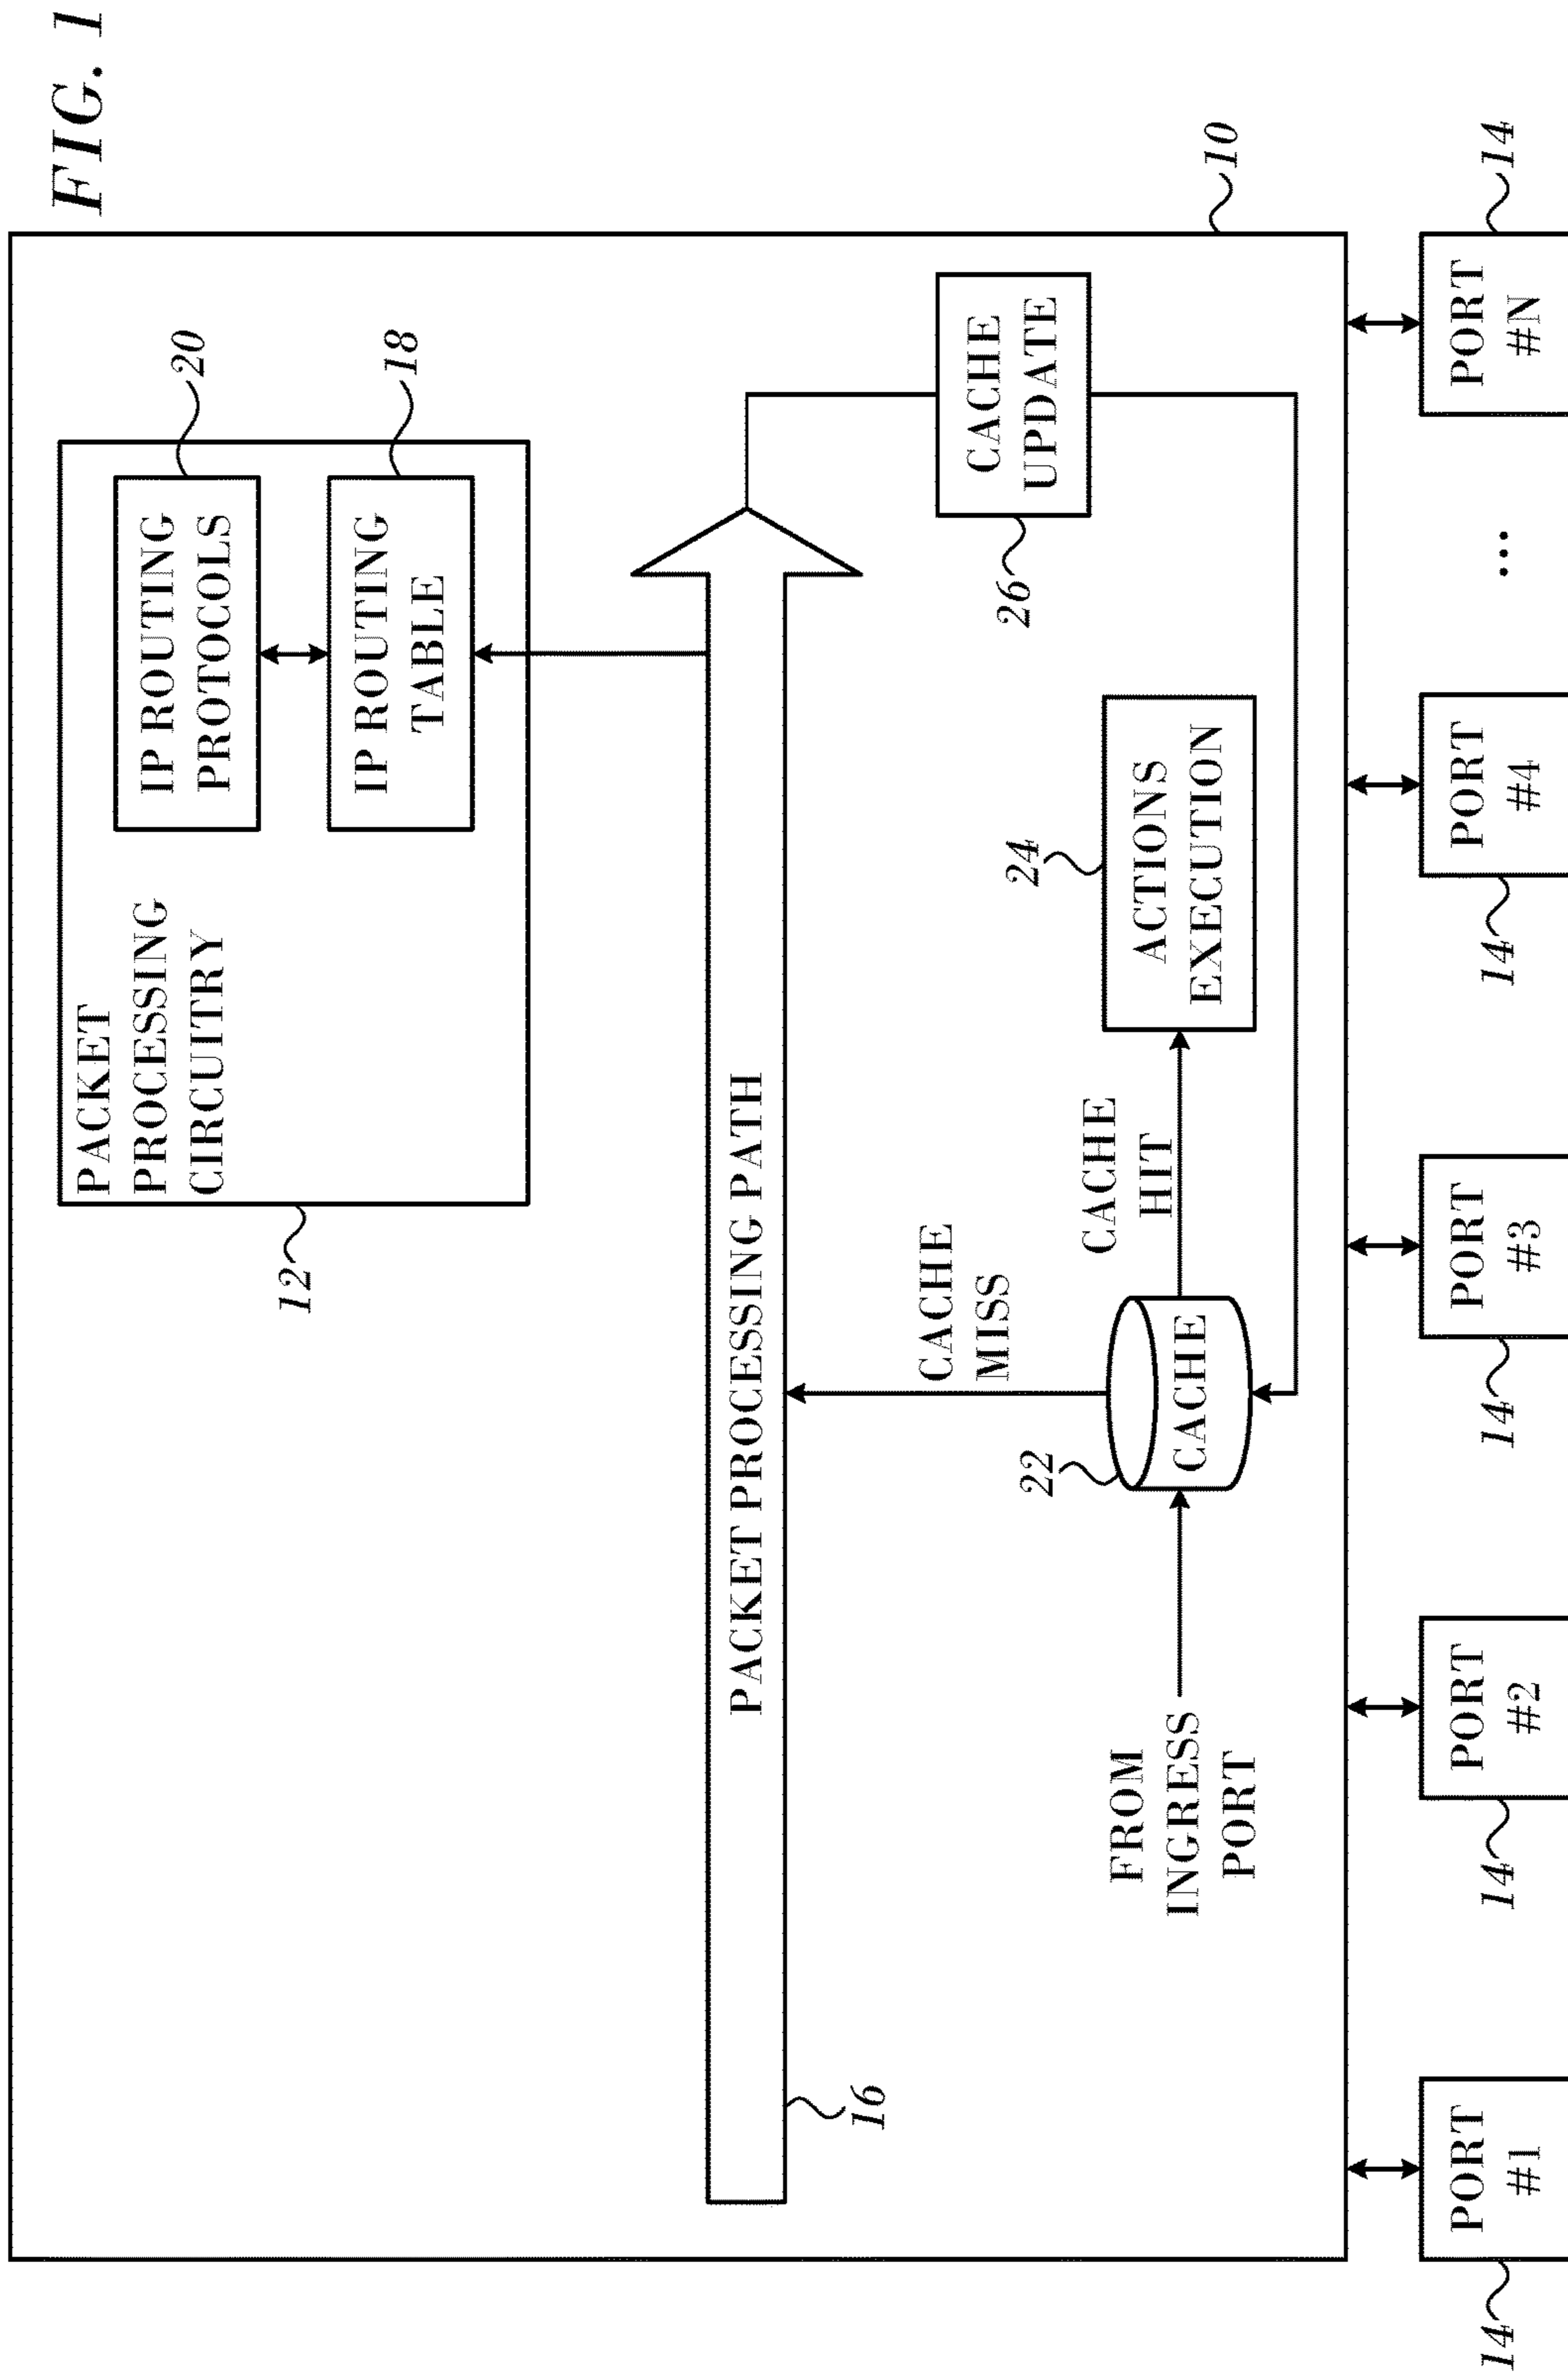 FIG. 1
PACKET
PROCESSING
CIRCUITRY
12
IP ROUTING
PROTOCOLS
20
IP ROUTING
TABLE
18
PACKET PROCESSING PATH
16
CACHE
MISS
26
CACHE
UPDATE
FROM
INGRESS
PORT
22
CACHE
CACHE
HIT
24
ACTIONS
EXECUTION
10
PORT
#1
14
PORT
#2
14
PORT
#3
14
PORT
#4
14
...
PORT
#N
14